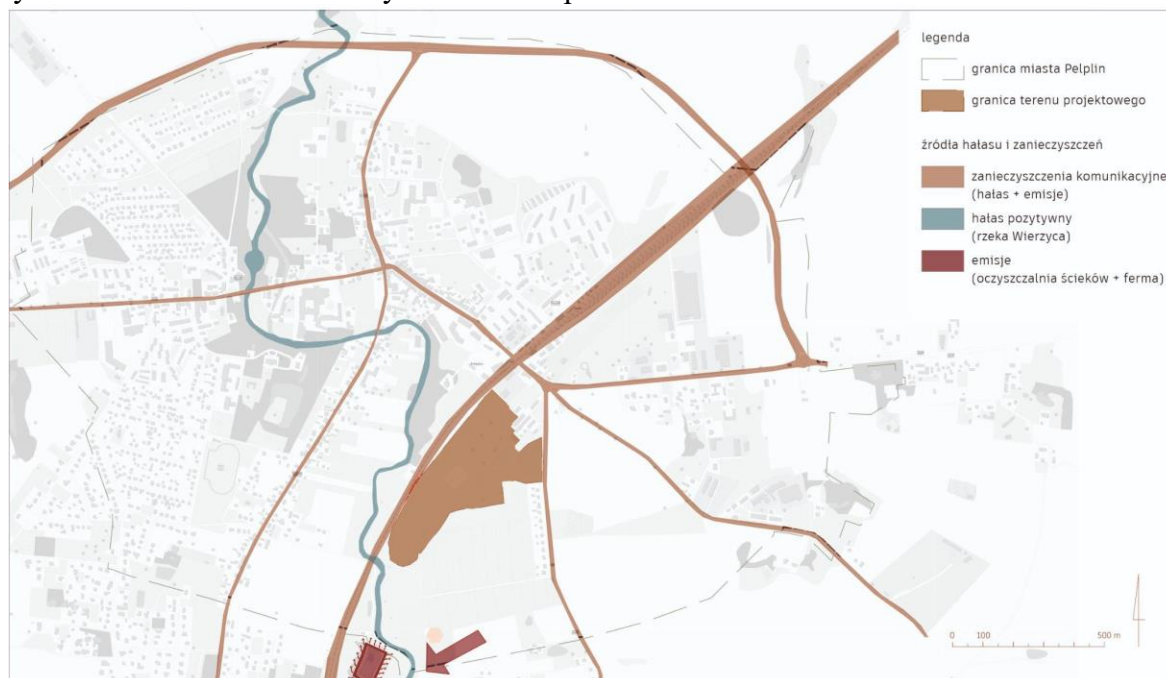 legenda
granica miasta Pelplin
granica terenu projektowego
źródła hałasu i zanieczyszczeń
zanieczyszczenia komunikacyjne
(hałas + emisje)
hałas pozytywny
(rzeka Wierzyca)
emisje
(oczyszczalnia ścieków + ferma)
0 100 500 m